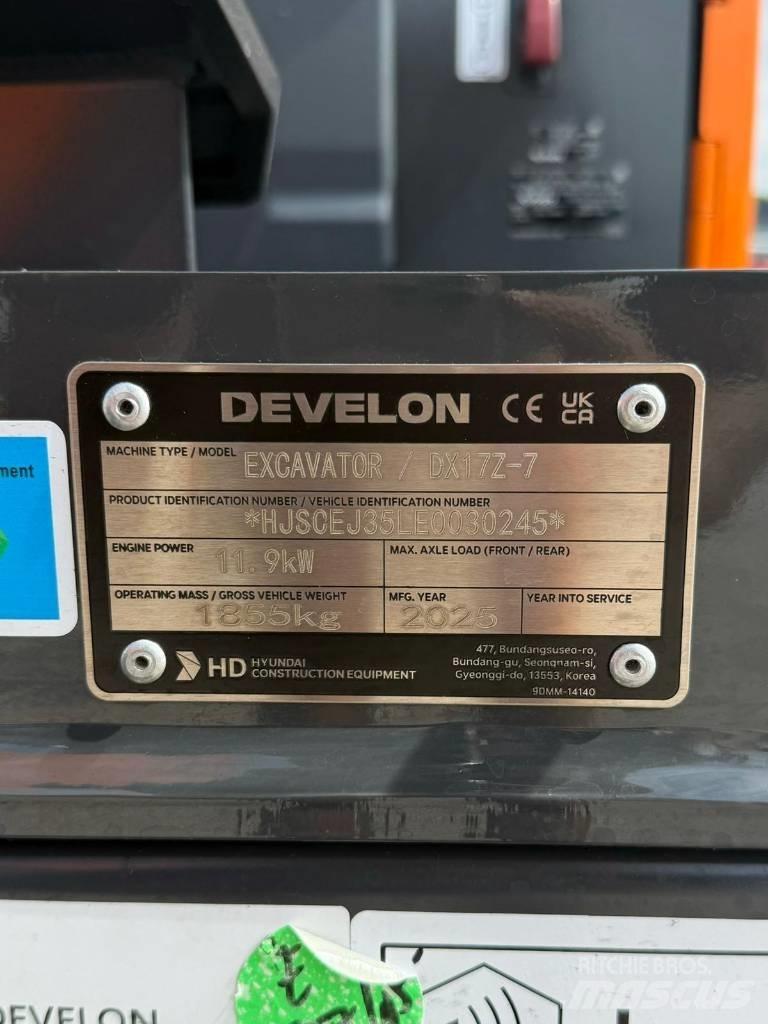 ment
DEVELON CE UK CA
MACHINE TYPE / MODEL EXCAVATOR / DX17Z-7
PRODUCT IDENTIFICATION NUMBER / VEHICLE IDENTIFICATION NUMBER
*HJSCEJ35LE0030245*
ENGINE POWER 11.9kW MAX. AXLE LOAD (FRONT / REAR)
OPERATING MASS / GROSS VEHICLE WEIGHT 1855kg MFG. YEAR 2025 YEAR INTO SERVICE
HD HYUNDAI
CONSTRUCTION EQUIPMENT
477, Bundangsuseo-ro,
Bundang-gu, Seongnam-si,
Gyeonggi-do, 13553, Korea
9DMM-14140
DEVELON
RITCHIE BROS.
MASCUS